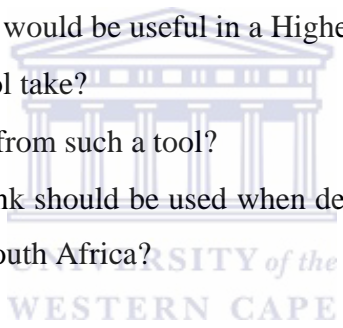 would be useful in a Highe
ol take?
from such a tool?
nk should be used when de
outh Africa?
UNIVERSITY of the
WESTERN CAPE